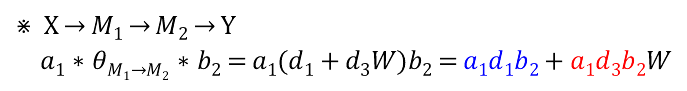 ※ X → M₁ → M₂ → Y
a₁ * θ_{M₁→M₂} * b₂ = a₁(d₁ + d₃W)b₂ = a₁d₁b₂ + a₁d₃b₂W